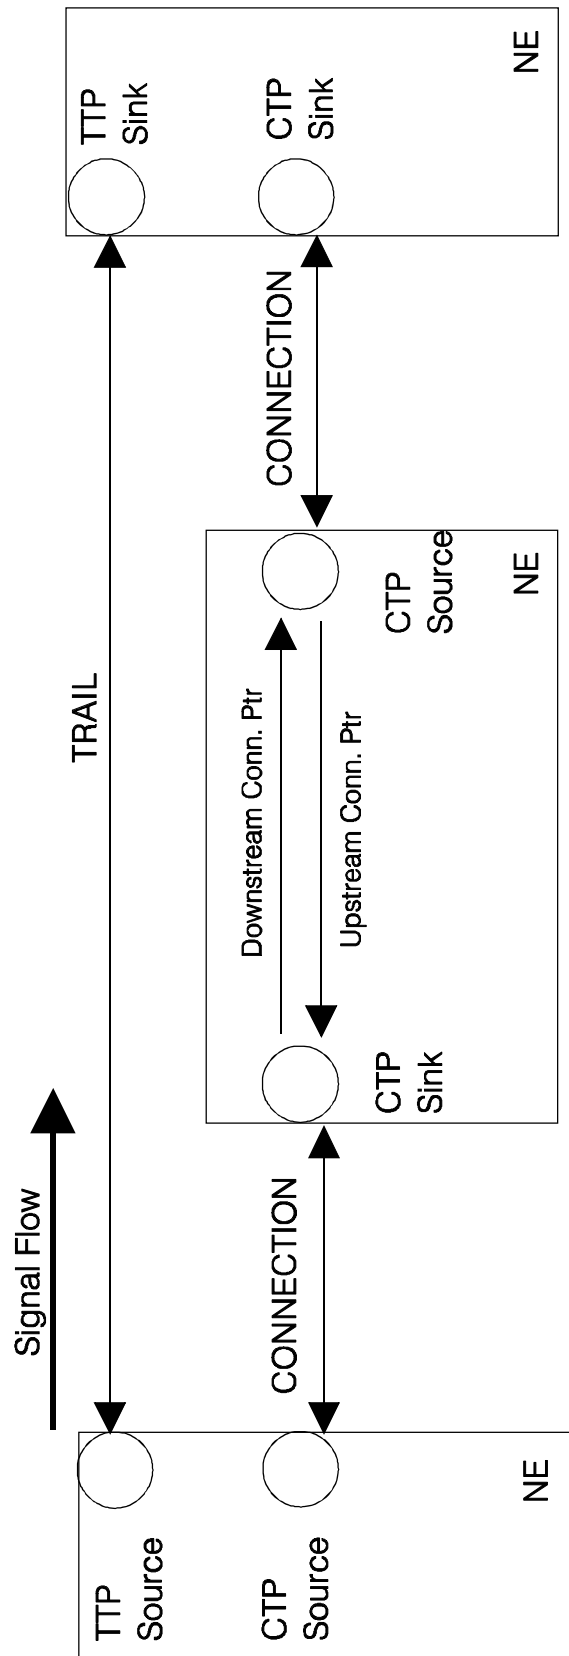 Signal Flow
TRAIL
TTP
Source
CTP
Source
NE
CONNECTION
CTP
Sink
Downstream Conn. Ptr
Upstream Conn. Ptr
CTP
Source
NE
CONNECTION
TTP
Sink
CTP
Sink
NE